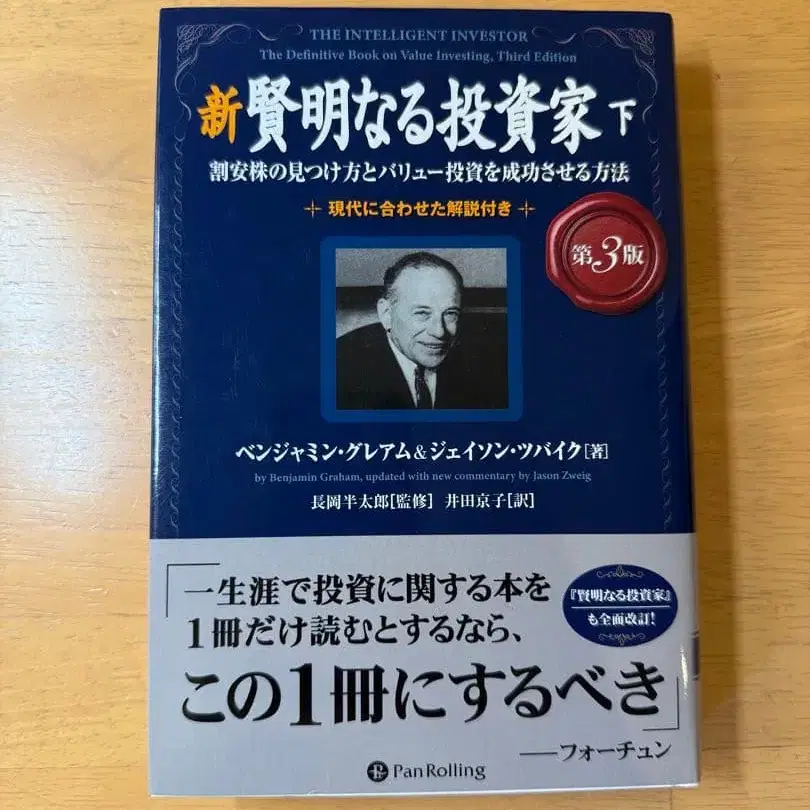 THE INTELLIGENT INVESTOR
The Definitive Book on Value Investing, Third Edition
新 賢明なる投資家 下
割安株の見つけ方とバリュー投資を成功させる方法
現代に合わせた解説付き
第3版
ベンジャミン・グレアム&ジェイソン・ツバイク[著]
by Benjamin Graham, updated with new commentary by Jason Zweig
長岡半太郎[監修] 井田京子[訳]
「一生涯で投資に関する本を
1冊だけ読むとするなら、
この1冊にするべき」
『賢明なる投資家』
も全面改訂!
──フォーチュン
Pan Rolling